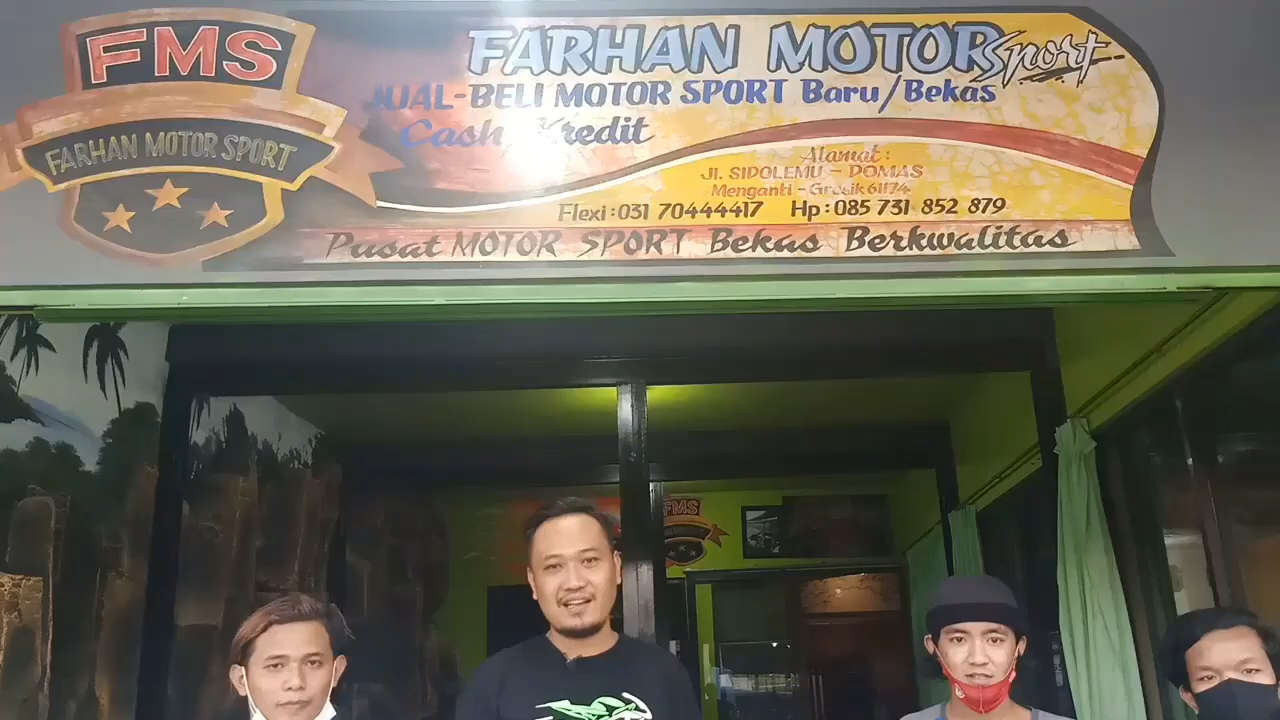 FMS
FARHAN MOTOR SPORT
FARHAN MOTOR Sport
JUAL-BELI MOTOR SPORT Baru/Bekas
Cash Kredit
Alamat:
Jl. SIDOLEMU - DOMAS
Menganti - Gresik 61174
Flexi: 031 70444417 Hp: 085 731 852 879
Pusat MOTOR SPORT Bekas Berkwalitas
FMS